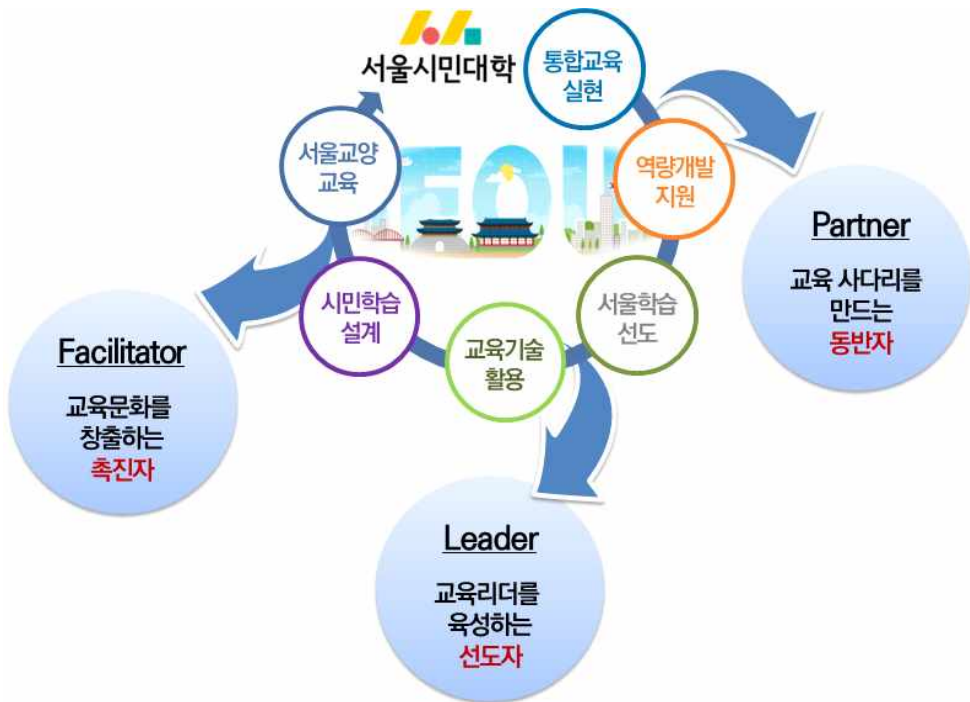 서울시민대학
통합교육
실현
서울교양
교육
SEOUL
역량개발
지원
Partner
교육 사다리를
만드는
동반자
시민학습
설계
서울학습
선도
교육기술
활용
Facilitator
교육문화를
창출하는
촉진자
Leader
교육리더를
육성하는
선도자